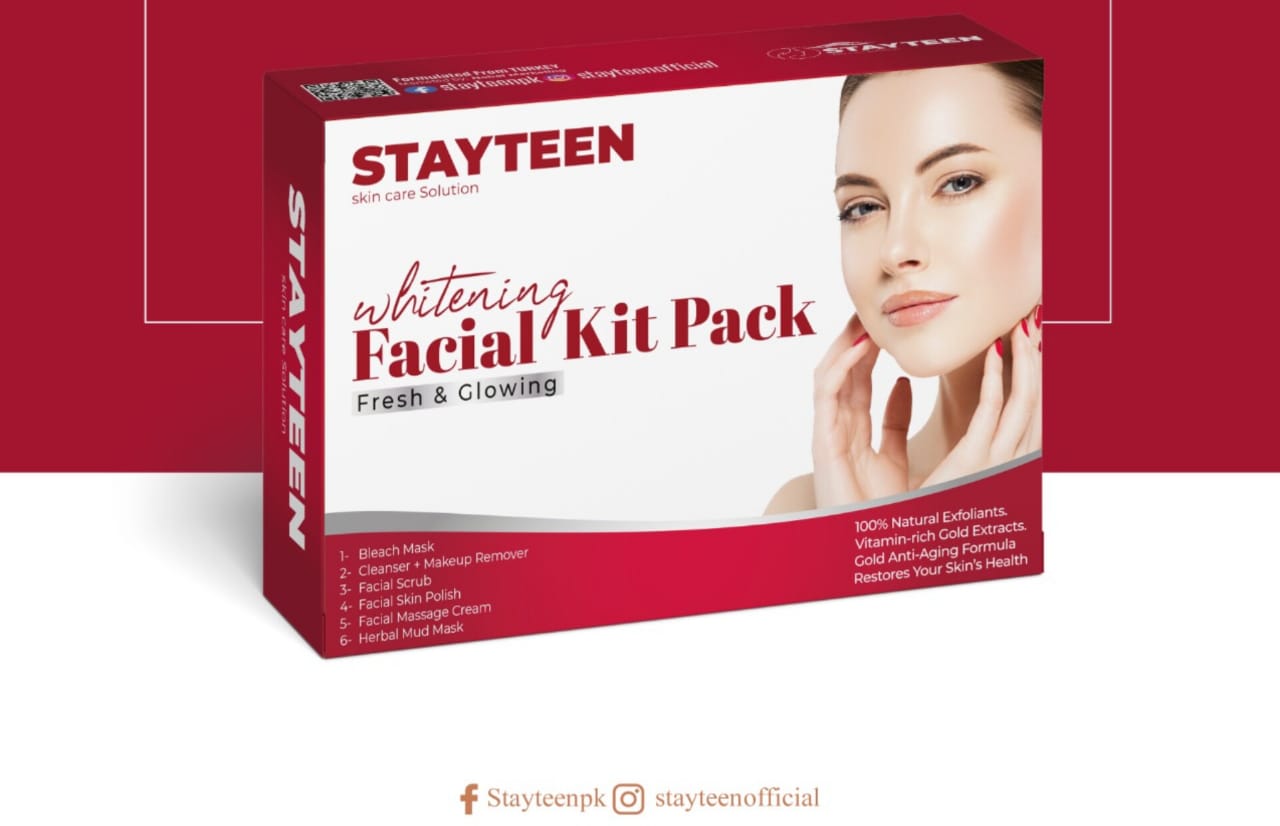 Formulated From TURKEY
stayteenpk stayteenofficial
STAYTEEN
STAYTEEN
skin care Solution
STAYTEEN
skin care Solution
whitening
Facial Kit Pack
Fresh & Glowing
1- Bleach Mask
2- Cleanser + Makeup Remover
3- Facial Scrub
4- Facial Skin Polish
5- Facial Massage Cream
6- Herbal Mud Mask
100% Natural Exfoliants.
Vitamin-rich Gold Extracts.
Gold Anti-Aging Formula
Restores Your Skin's Health
Stayteenpk stayteenofficial